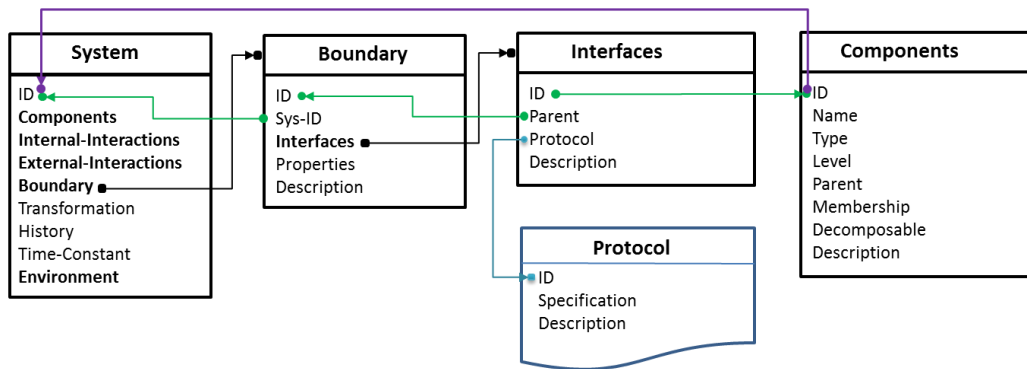 System
ID
Components
Internal-Interactions
External-Interactions
Boundary
Transformation
History
Time-Constant
Environment
Boundary
ID
Sys-ID
Interfaces
Properties
Description
Interfaces
ID
Parent
Protocol
Description
Protocol
ID
Specification
Description
Components
ID
Name
Type
Level
Parent
Membership
Decomposable
Description